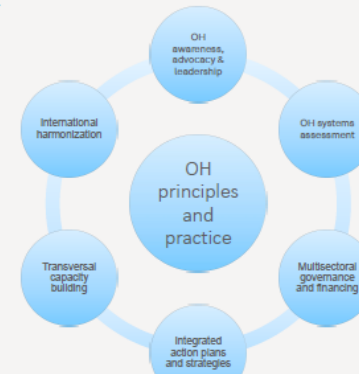 OH
awareness,
advocacy &
leadership
OH systems
assessment
Multisectoral
governance
and financing
Integrated
action plans
and strategies
Transversal
capacity
building
International
harmonization
OH
principles
and
practice